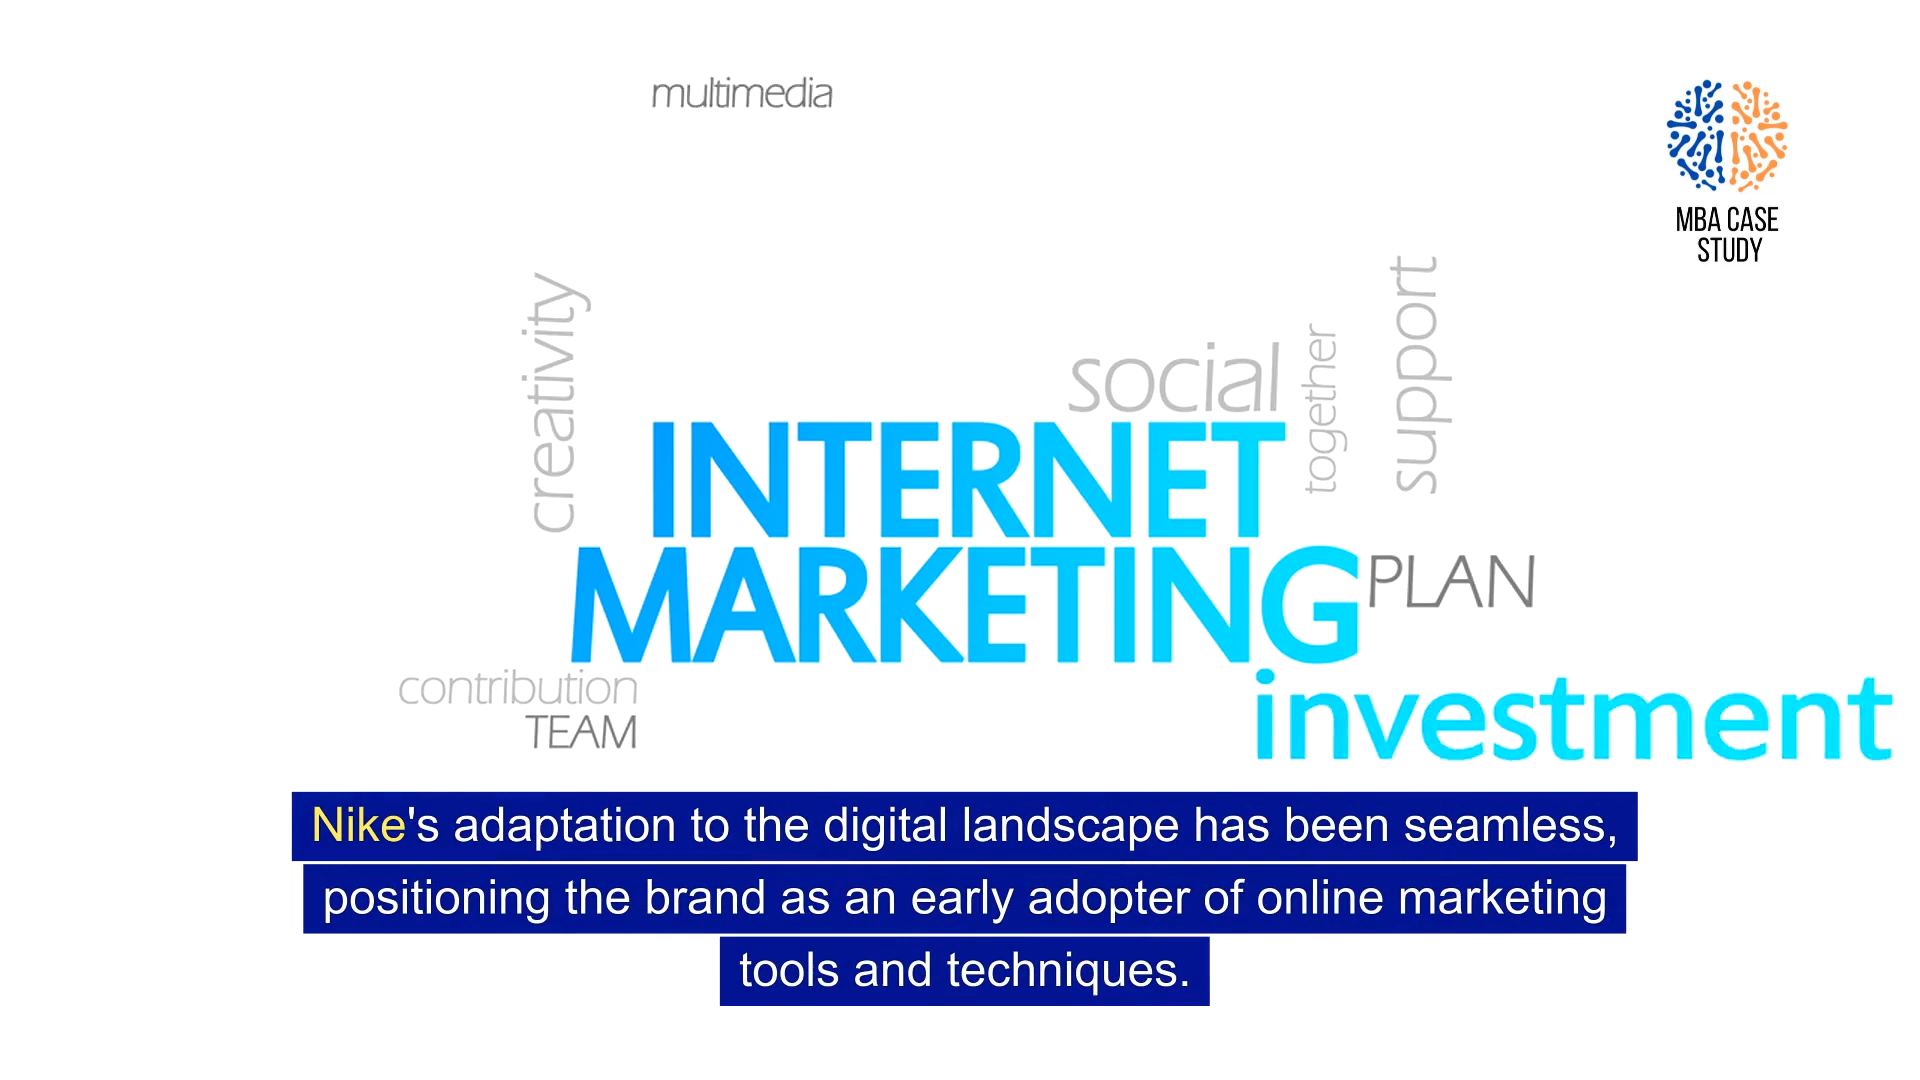 multimedia
MBA CASE
STUDY
creativity
social
together
support
INTERNET
MARKETING
PLAN
contribution
TEAM
investment
Nike's adaptation to the digital landscape has been seamless,
positioning the brand as an early adopter of online marketing
tools and techniques.